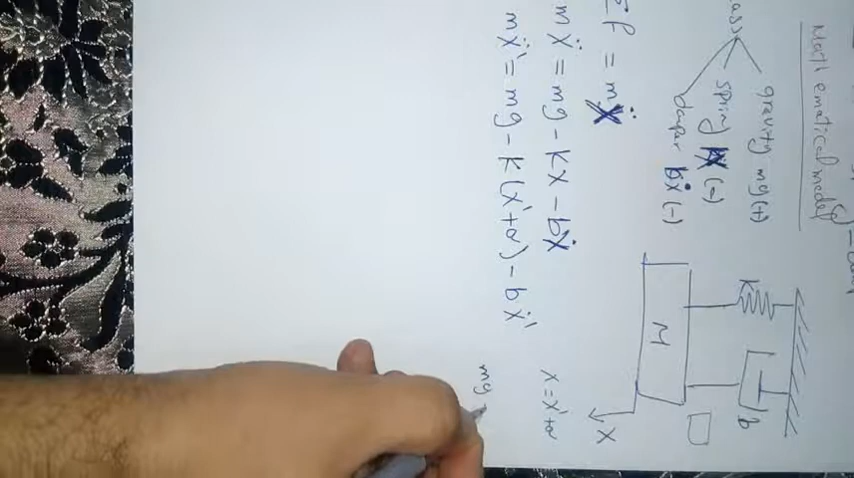 Mathematical model
gravity mg (+)
spring kx (-)
damper bẋ (-)
ΣF = mẍ
mẍ = mg - kx - bẋ
mẍ' = mg - k(x'+a) - bẋ'
x = x'+a
mg
K
b
M
X